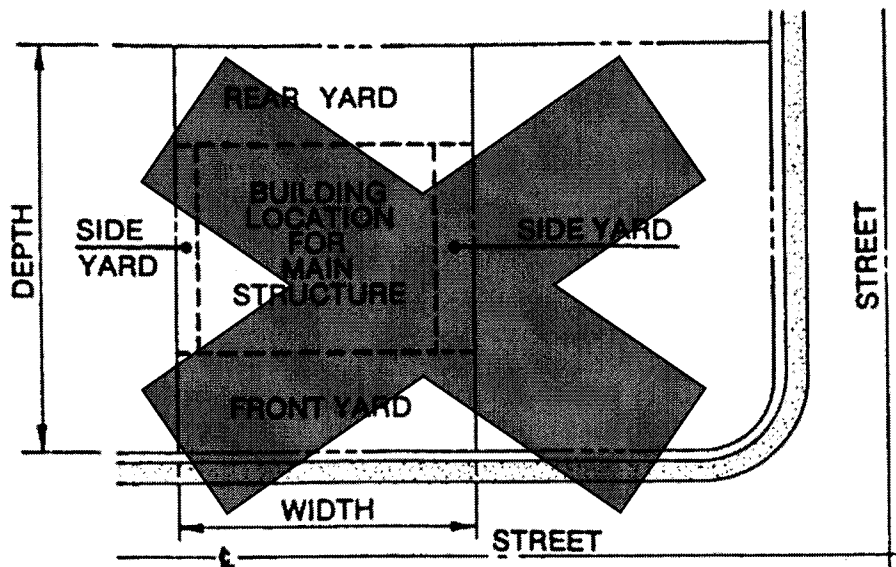 REAR YARD
BUILDING
LOCATION
FOR
MAIN
STRUCTURE
SIDE
YARD
SIDE YARD
DEPTH
STREET
FRONT YARD
WIDTH
STREET
℄